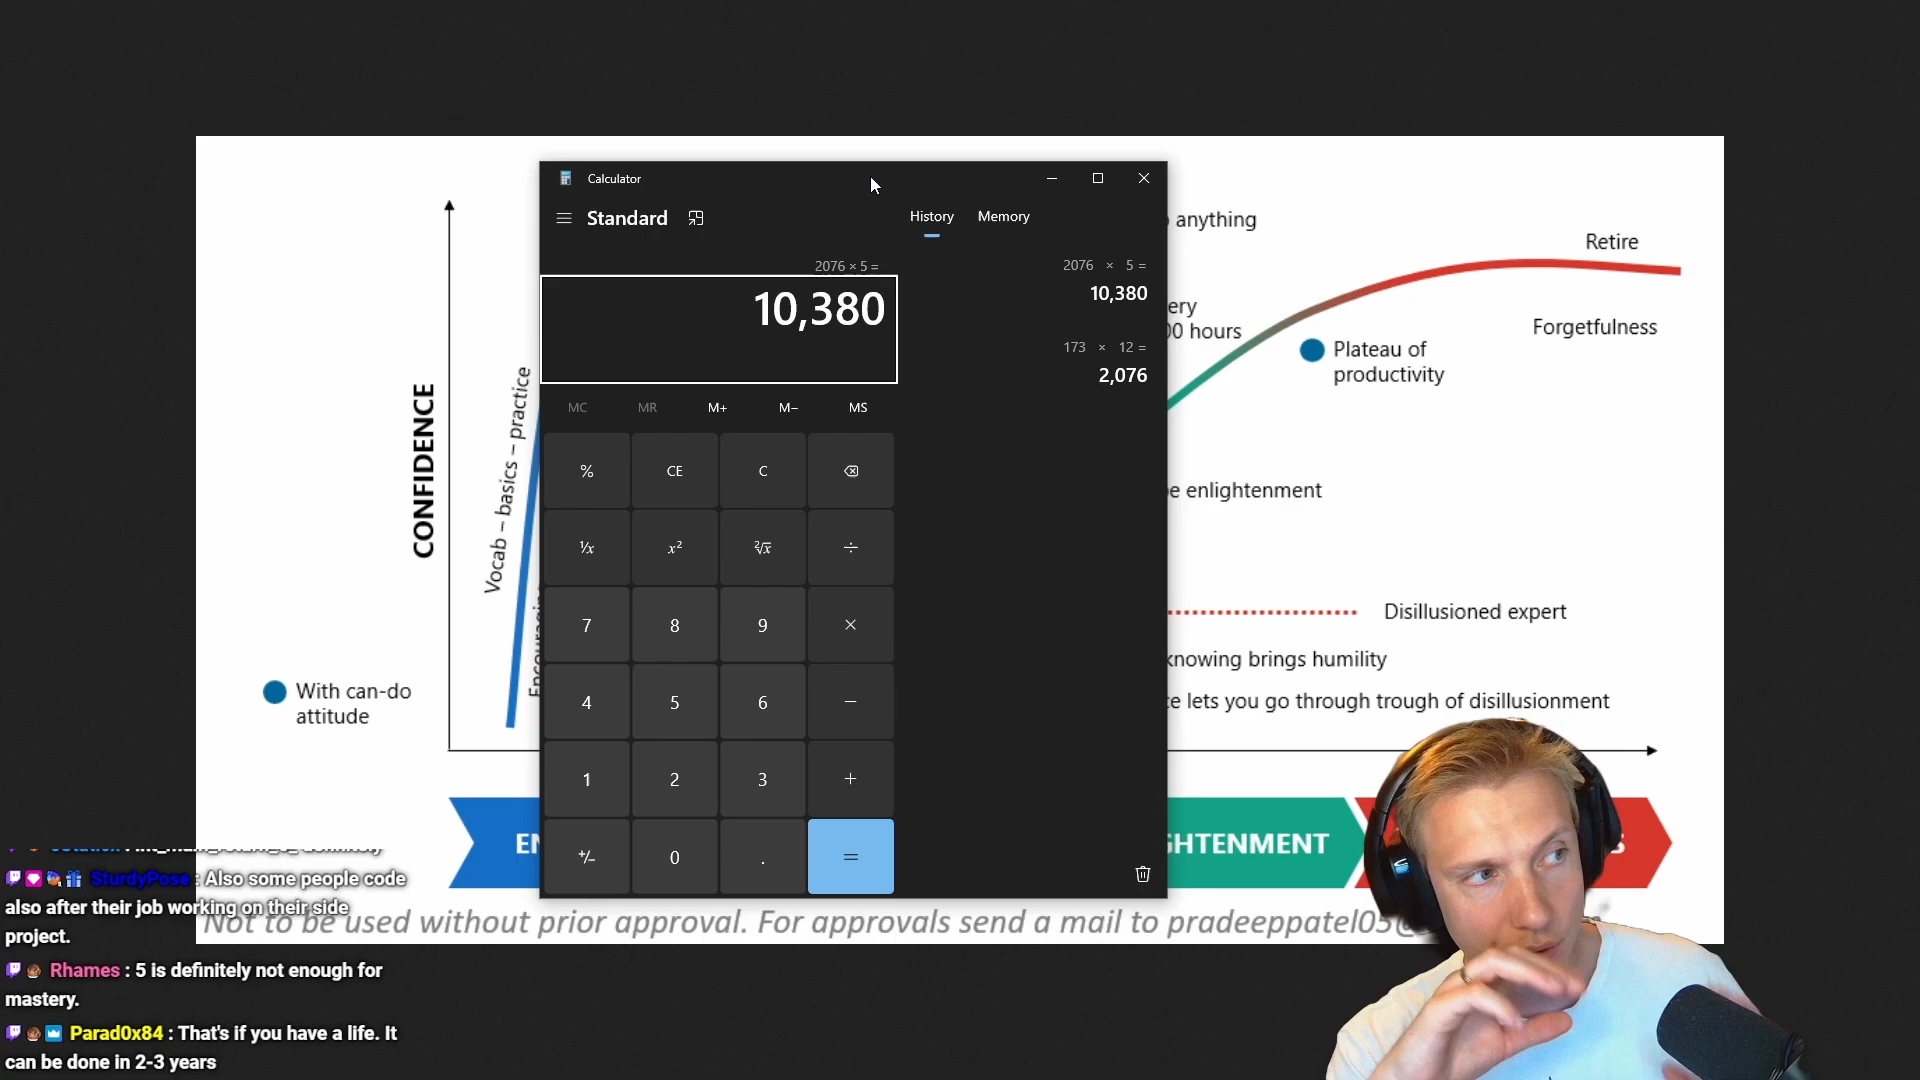 Calculator
Standard
History
Memory
2076 × 5 =
10,380
2076 × 5 =
10,380
173 × 12 =
2,076
MC MR M+ M− MS
% CE C
¹⁄x x² ²√x ÷
7 8 9 ×
4 5 6 −
1 2 3 +
+/− 0 . =
anything
Retire
ery
00 hours
Forgetfulness
Plateau of
productivity
CONFIDENCE
Vocab – basics – practice
e enlightenment
Disillusioned expert
knowing brings humility
With can-do
attitude
e lets you go through trough of disillusionment
EN
GHTENMENT
S
Not to be used without prior approval. For approvals send a mail to pradeeppatel05@
SturdyPose : Also some people code
also after their job working on their side
project.
Rhames : 5 is definitely not enough for
mastery.
Parad0x84 : That's if you have a life. It
can be done in 2-3 years